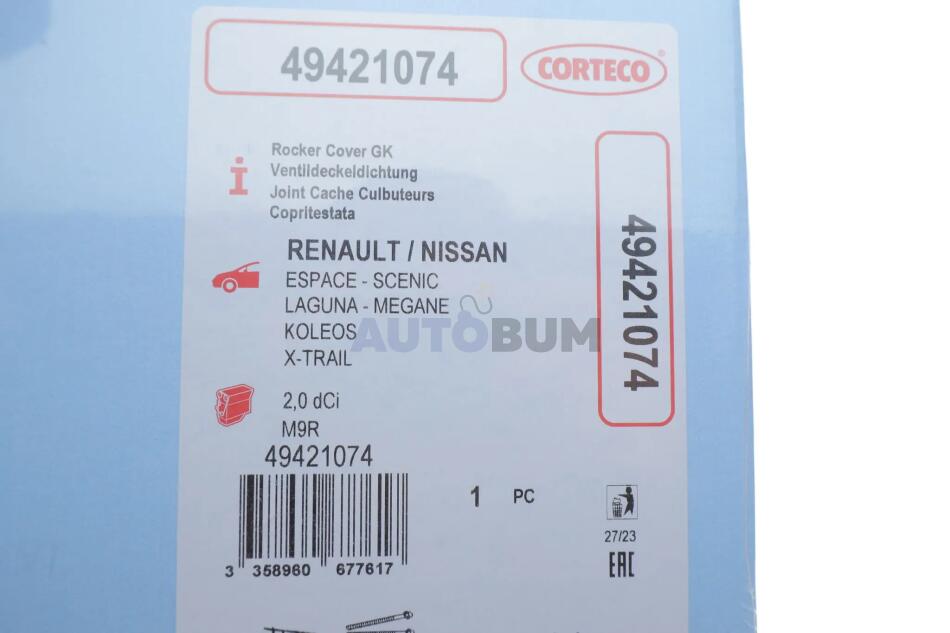 49421074
CORTECO®
Rocker Cover GK
Ventildeckeldichtung
Joint Cache Culbuteurs
Copritestata
49421074
RENAULT / NISSAN
ESPACE - SCENIC
LAGUNA - MEGANE
KOLEOS
X-TRAIL
AUTOBUM
2,0 dCi
M9R
49421074
1 PC
27/23
EAC
3 358960 677617